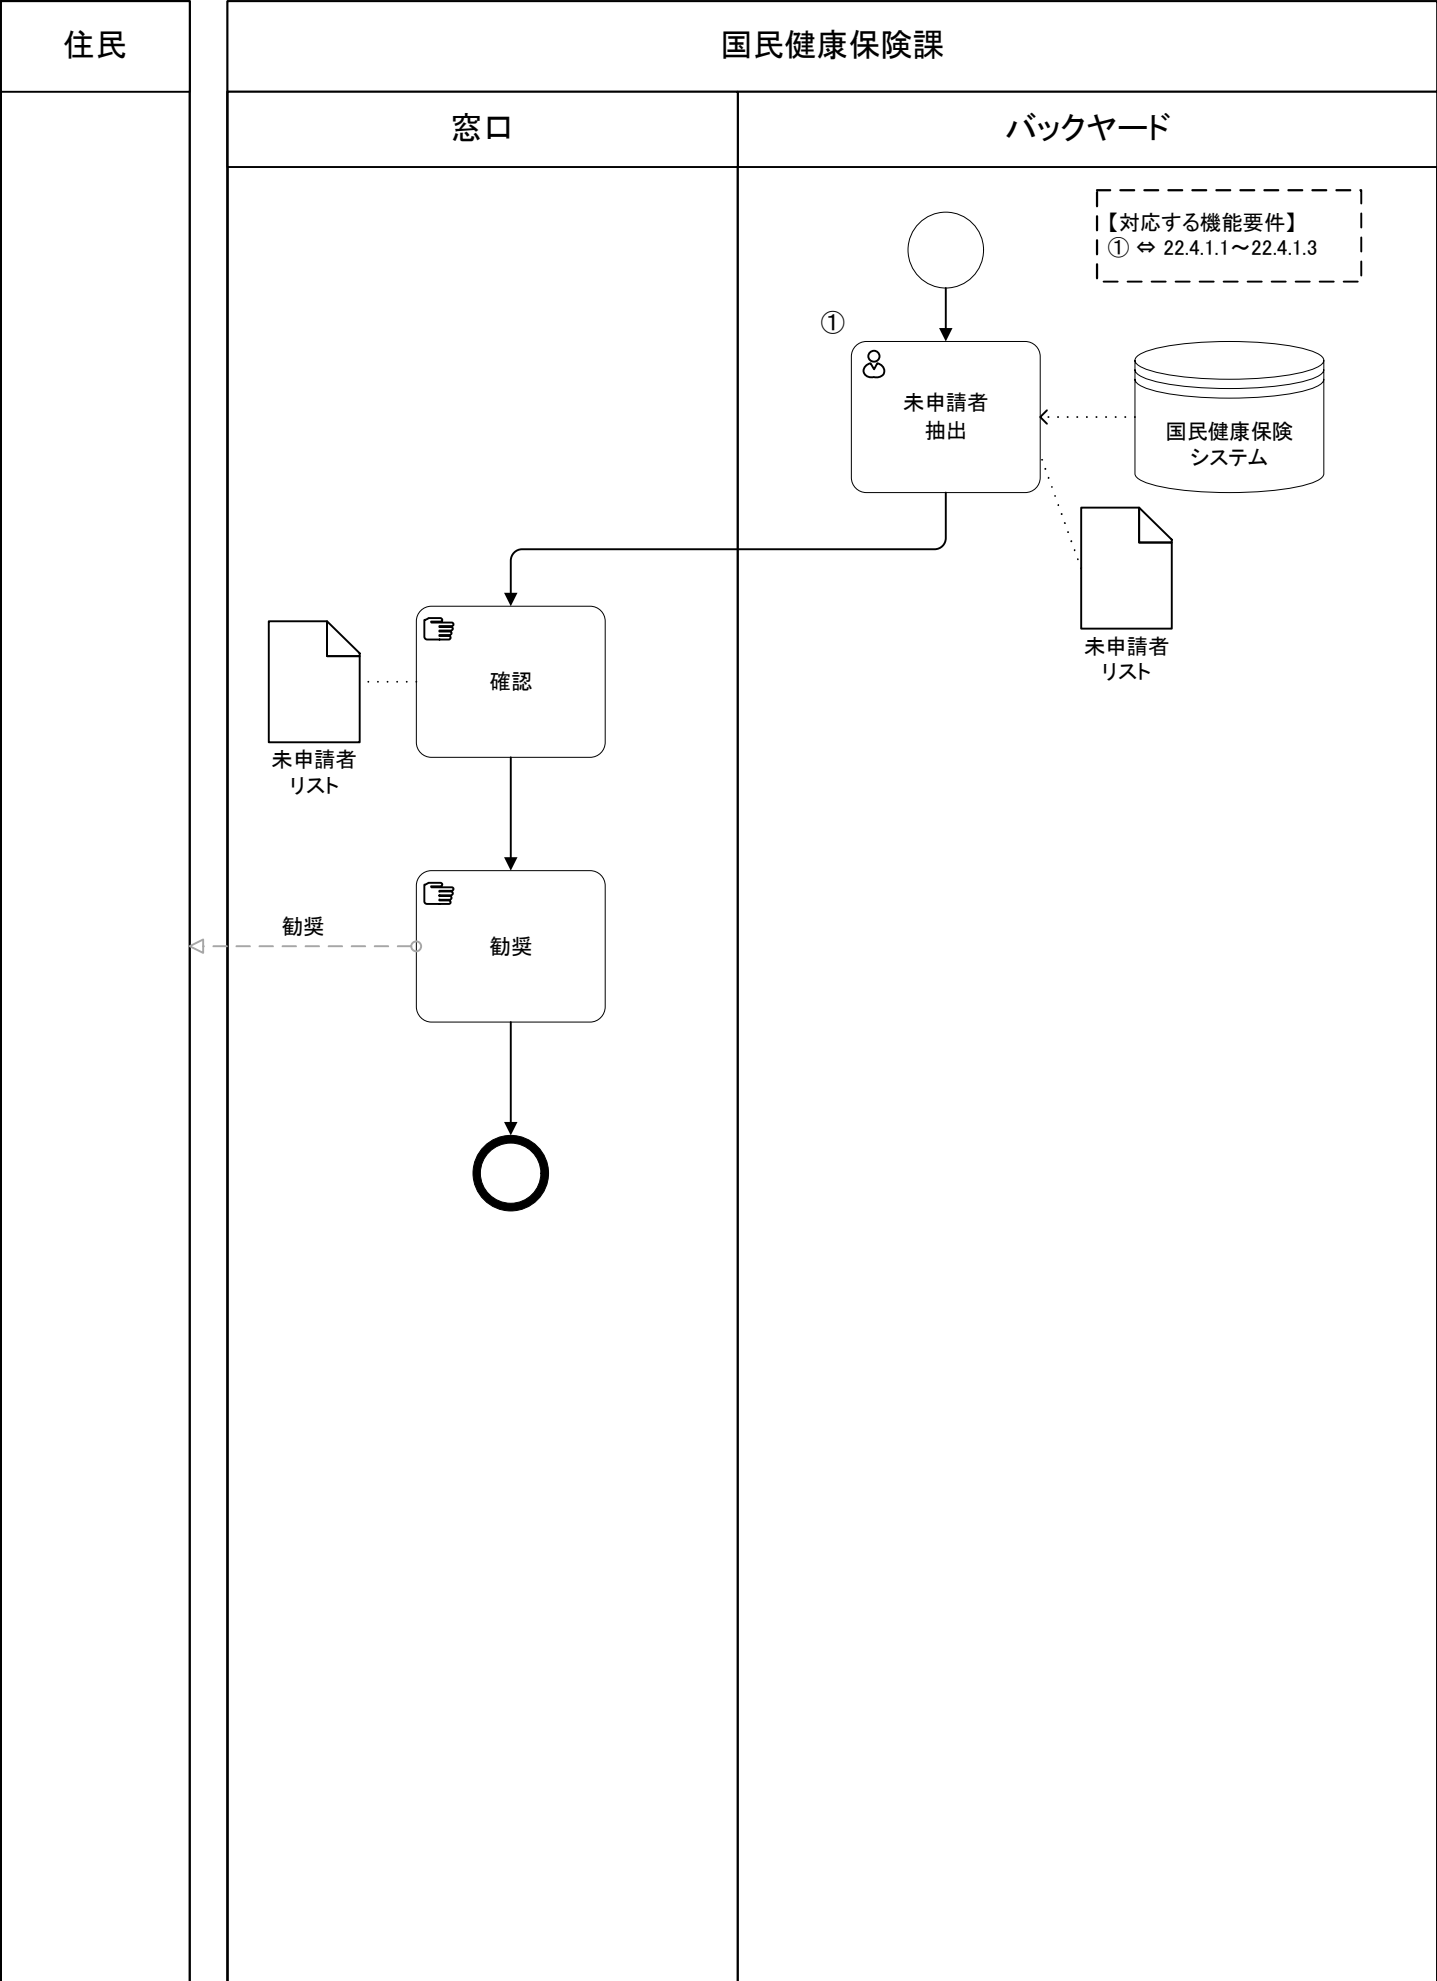 住民
国民健康保険課
窓口
バックヤード
【対応する機能要件】
① ⇔ 22.4.1.1～22.4.1.3
①
未申請者
抽出
国民健康保険
システム
未申請者
リスト
確認
未申請者
リスト
勧奨
勧奨